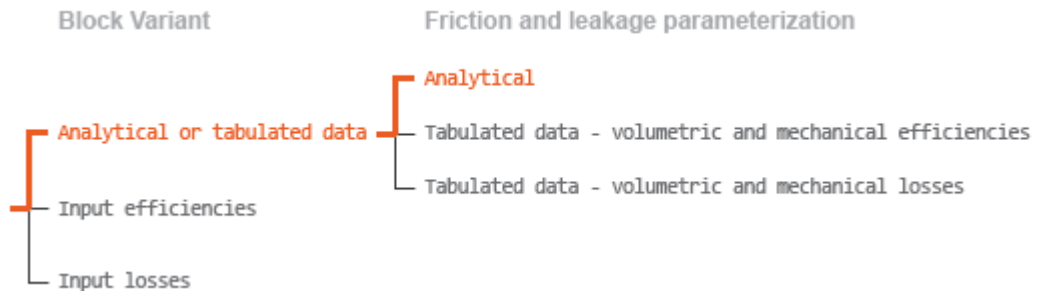 Block Variant
Friction and leakage parameterization
Analytical
Analytical or tabulated data
Tabulated data - volumetric and mechanical efficiencies
Tabulated data - volumetric and mechanical losses
Input efficiencies
Input losses